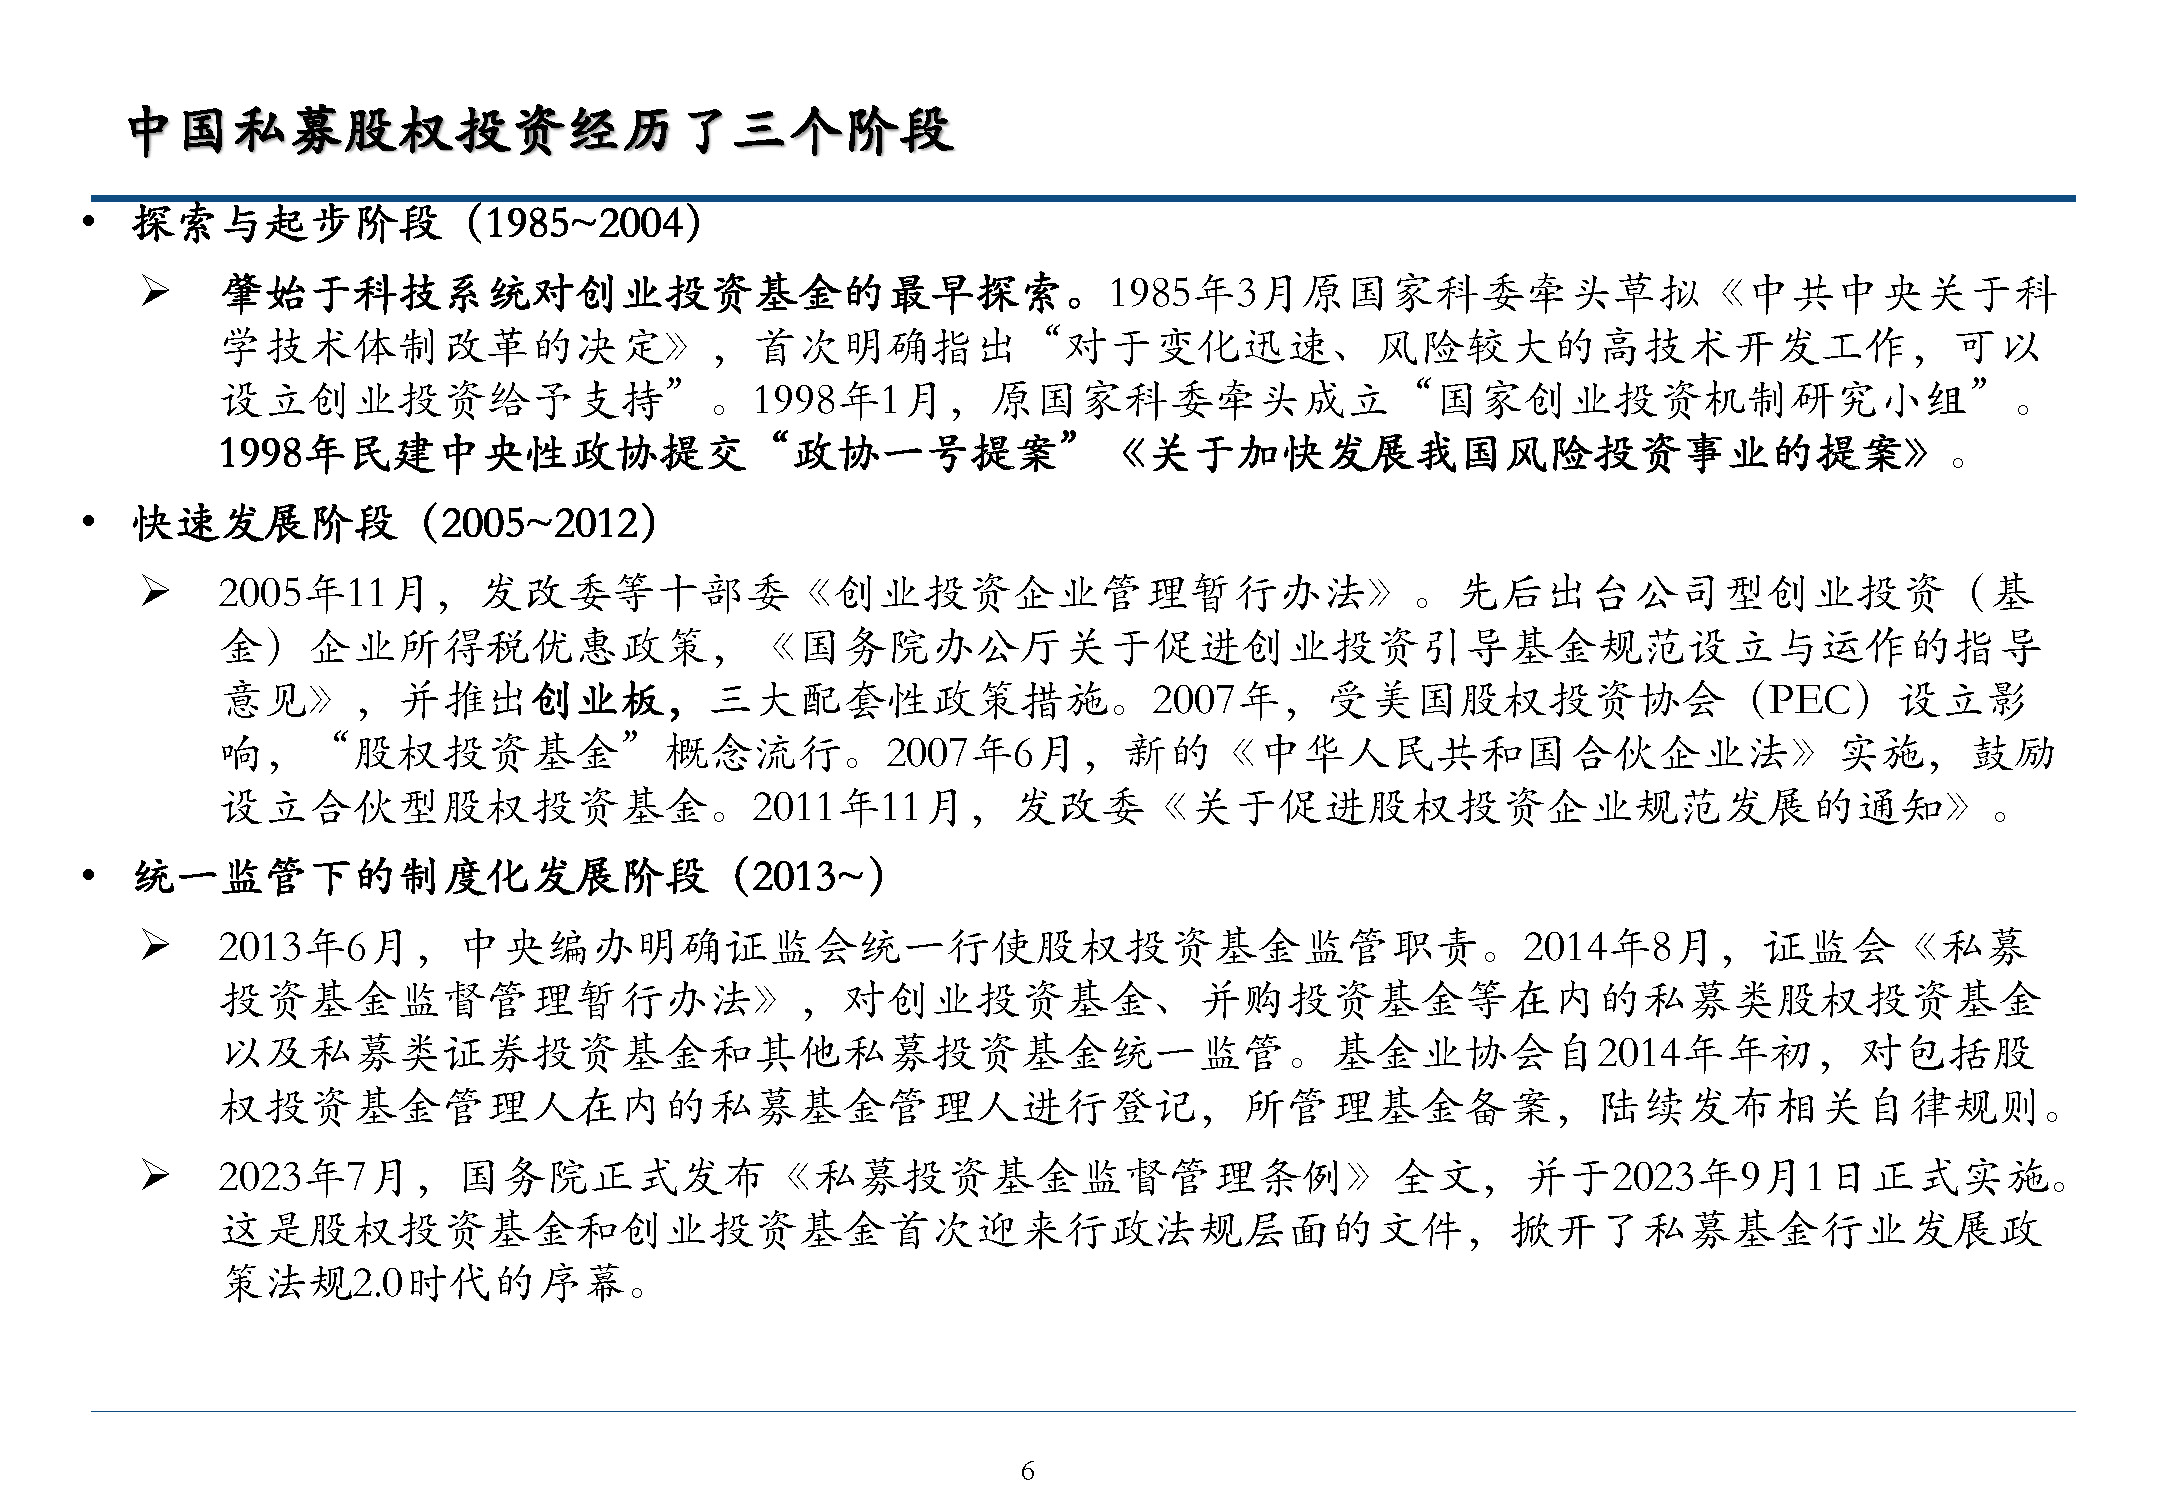 中国私募股权投资经历了三个阶段
• 探索与起步阶段（1985~2004）
➢ 肇始于科技系统对创业投资基金的最早探索。1985年3月原国家科委牵头草拟《中共中央关于科
学技术体制改革的决定》，首次明确指出“对于变化迅速、风险较大的高技术开发工作，可以
设立创业投资给予支持”。1998年1月，原国家科委牵头成立“国家创业投资机制研究小组”。
1998年民建中央性政协提交“政协一号提案”《关于加快发展我国风险投资事业的提案》。
• 快速发展阶段（2005~2012）
➢ 2005年11月，发改委等十部委《创业投资企业管理暂行办法》。先后出台公司型创业投资（基
金）企业所得税优惠政策，《国务院办公厅关于促进创业投资引导基金规范设立与运作的指导
意见》，并推出创业板，三大配套性政策措施。2007年，受美国股权投资协会（PEC）设立影
响，“股权投资基金”概念流行。2007年6月，新的《中华人民共和国合伙企业法》实施，鼓励
设立合伙型股权投资基金。2011年11月，发改委《关于促进股权投资企业规范发展的通知》。
• 统一监管下的制度化发展阶段（2013~）
➢ 2013年6月，中央编办明确证监会统一行使股权投资基金监管职责。2014年8月，证监会《私募
投资基金监督管理暂行办法》，对创业投资基金、并购投资基金等在内的私募类股权投资基金
以及私募类证券投资基金和其他私募投资基金统一监管。基金业协会自2014年年初，对包括股
权投资基金管理人在内的私募基金管理人进行登记，所管理基金备案，陆续发布相关自律规则。
➢ 2023年7月，国务院正式发布《私募投资基金监督管理条例》全文，并于2023年9月1日正式实施。
这是股权投资基金和创业投资基金首次迎来行政法规层面的文件，掀开了私募基金行业发展政
策法规2.0时代的序幕。
6